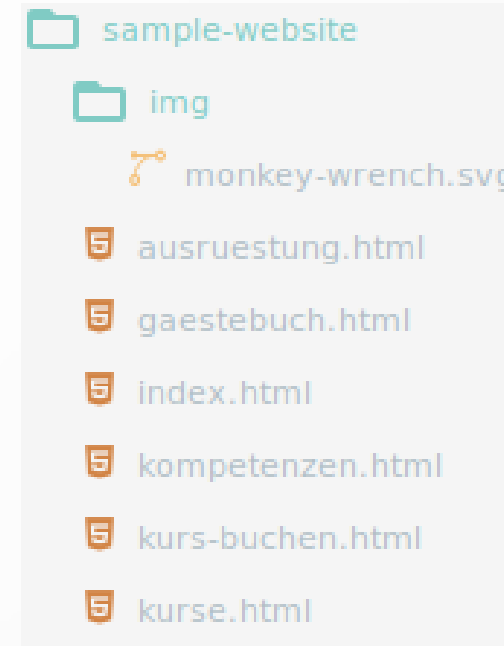 sample-website
img
monkey-wrench.svg
ausruestung.html
gaestebuch.html
index.html
kompetenzen.html
kurs-buchen.html
kurse.html